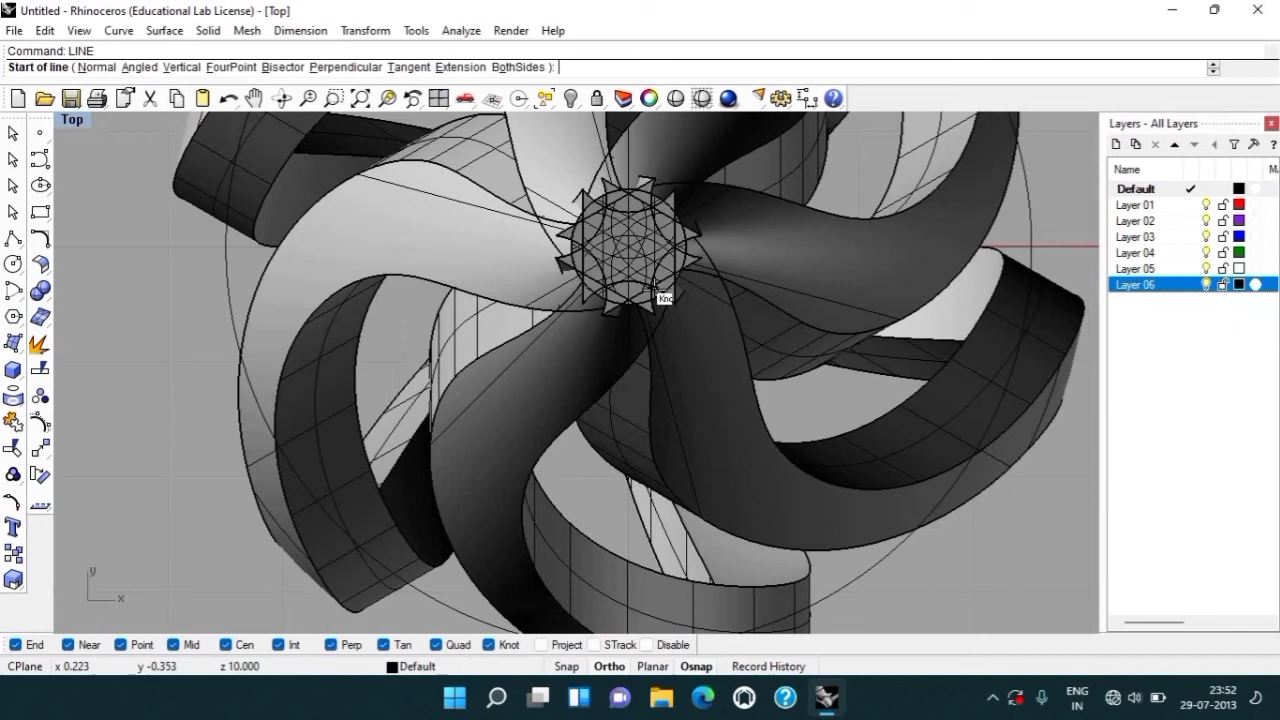 Untitled - Rhinoceros (Educational Lab License) - [Top]
File Edit View Curve Surface Solid Mesh Dimension Transform Tools Analyze Render Help
Command: LINE
Start of line ( Normal Angled Vertical FourPoint Bisector Perpendicular Tangent Extension BothSides ):
Top
Layers - All Layers
Name
Default
Layer 01
Layer 02
Layer 03
Layer 04
Layer 05
Layer 06
y
x
End Near Point Mid Cen Int Perp Tan Quad Knot Project STrack Disable
CPlane x 0.223 y -0.353 z 10.000 Default Snap Ortho Planar Osnap Record History
ENG
IN
23:52
29-07-2013